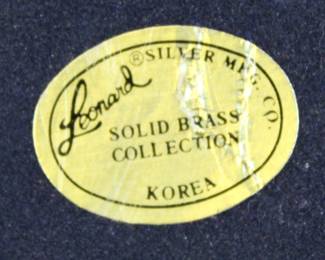 Leonard
® SILVER MFG. CO.
SOLID BRASS
COLLECTION
KOREA